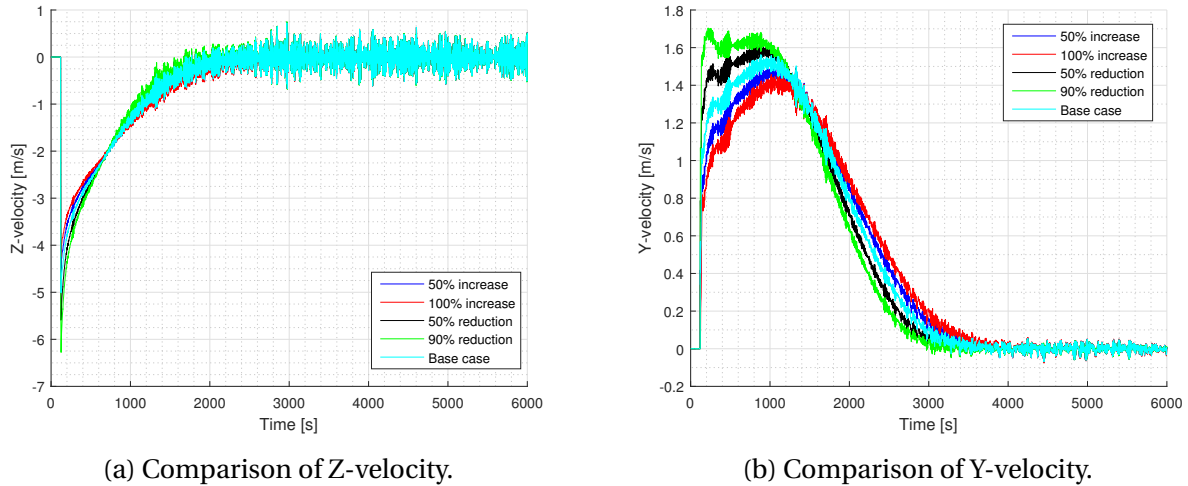 1
0
-1
-2
-3
-4
-5
-6
-7
Z-velocity [m/s]
50% increase
100% increase
50% reduction
90% reduction
Base case
0 1000 2000 3000 4000 5000 6000
Time [s]
(a) Comparison of Z-velocity.
1.8
1.6
1.4
1.2
1
0.8
0.6
0.4
0.2
0
-0.2
Y-velocity [m/s]
50% increase
100% increase
50% reduction
90% reduction
Base case
0 1000 2000 3000 4000 5000 6000
Time [s]
(b) Comparison of Y-velocity.